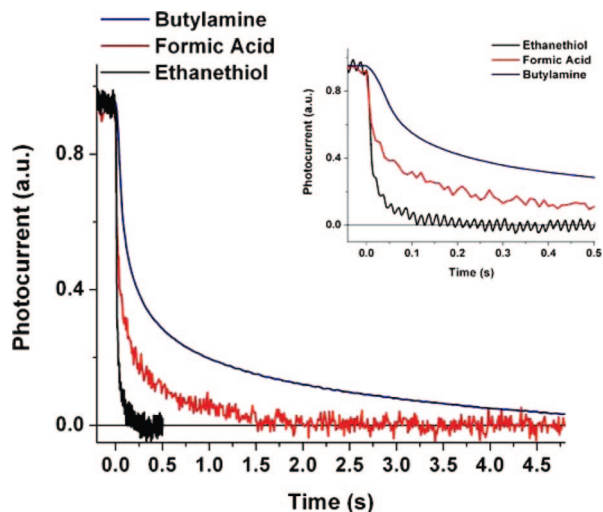 Butylamine
Formic Acid
Ethanethiol
Photocurrent (a.u.)
0.8
0.4
0.0
0.0 0.5 1.0 1.5 2.0 2.5 3.0 3.5 4.0 4.5
Time (s)
Ethanethiol
Formic Acid
Butylamine
Photocurrent (a.u.)
0.8
0.4
0.0
0.0 0.1 0.2 0.3 0.4 0.5
Time (s)